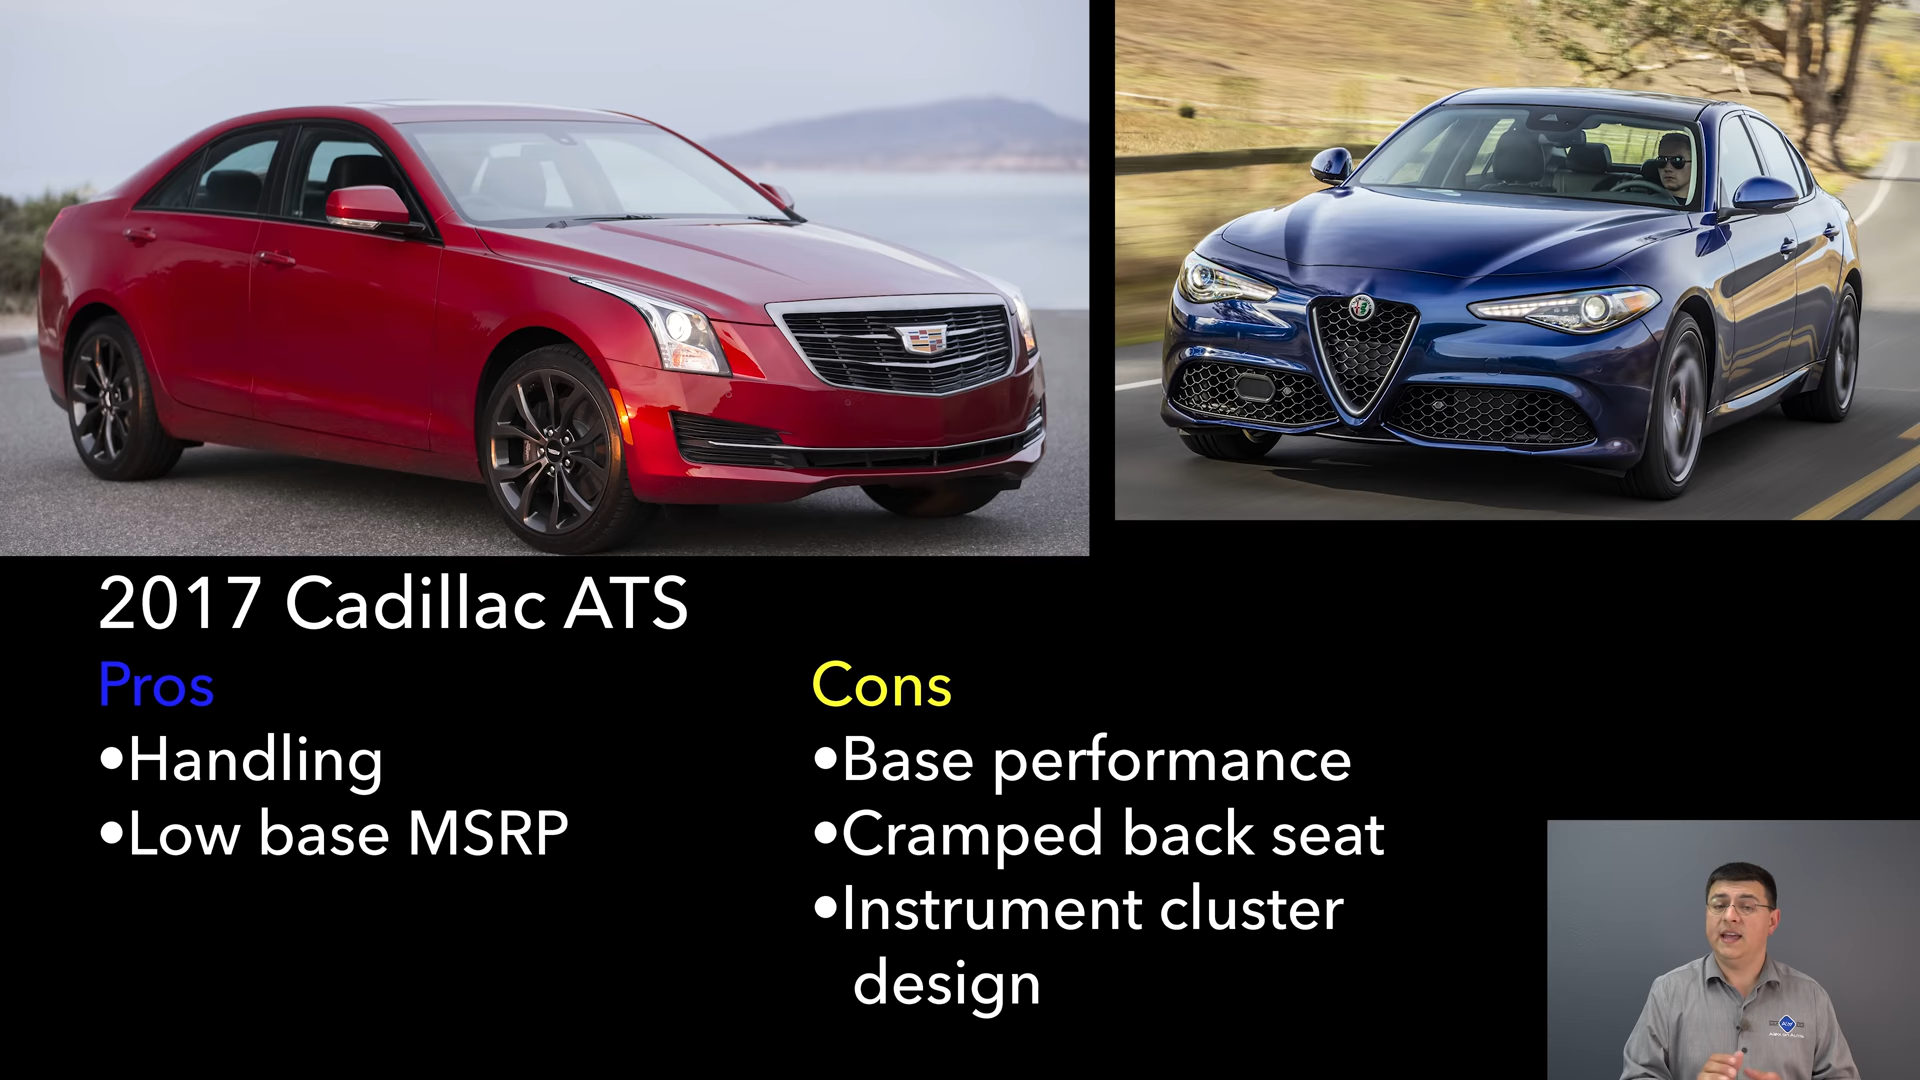 2017 Cadillac ATS
Pros
•Handling
•Low base MSRP
Cons
•Base performance
•Cramped back seat
•Instrument cluster
design